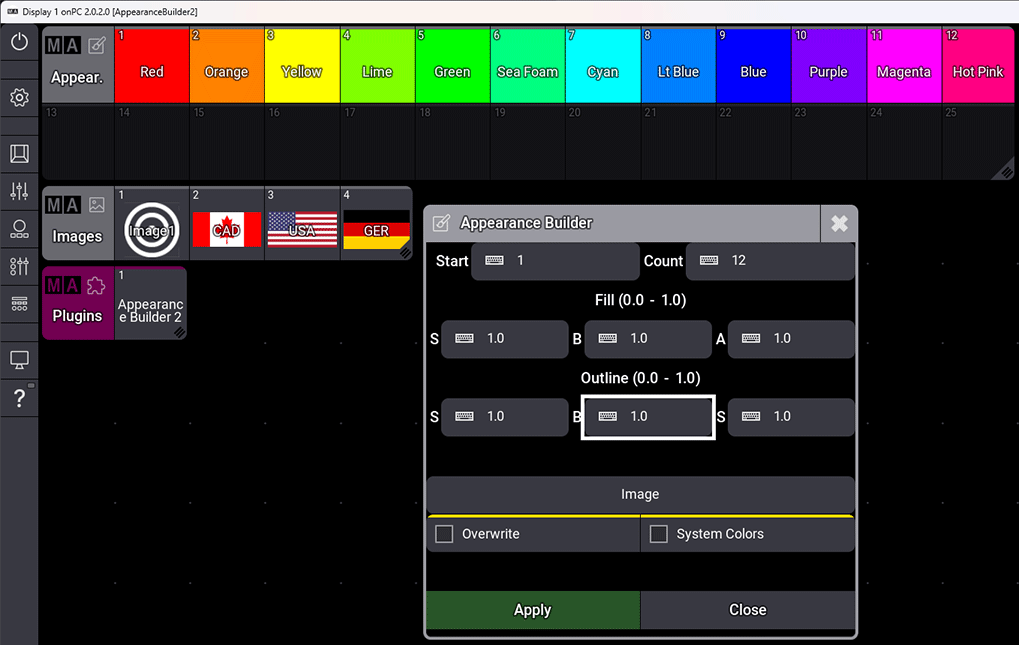 MA Display 1 onPC 2.0.2.0 [AppearanceBuilder2]
MA
Appear.
1 2 3 4 5 6 7 8 9 10 11 12
Red Orange Yellow Lime Green Sea Foam Cyan Lt Blue Blue Purple Magenta Hot Pink
13 14 15 16 17 18 19 20 21 22 23 24 25
MA
Images
1 2 3 4
Image1 CAD USA GER
MA
Plugins
1
Appearanc
e Builder 2
?
Appearance Builder
Start 1 Count 12
Fill (0.0 - 1.0)
S 1.0 B 1.0 A 1.0
Outline (0.0 - 1.0)
S 1.0 B 1.0 S 1.0
Image
Overwrite System Colors
Apply Close